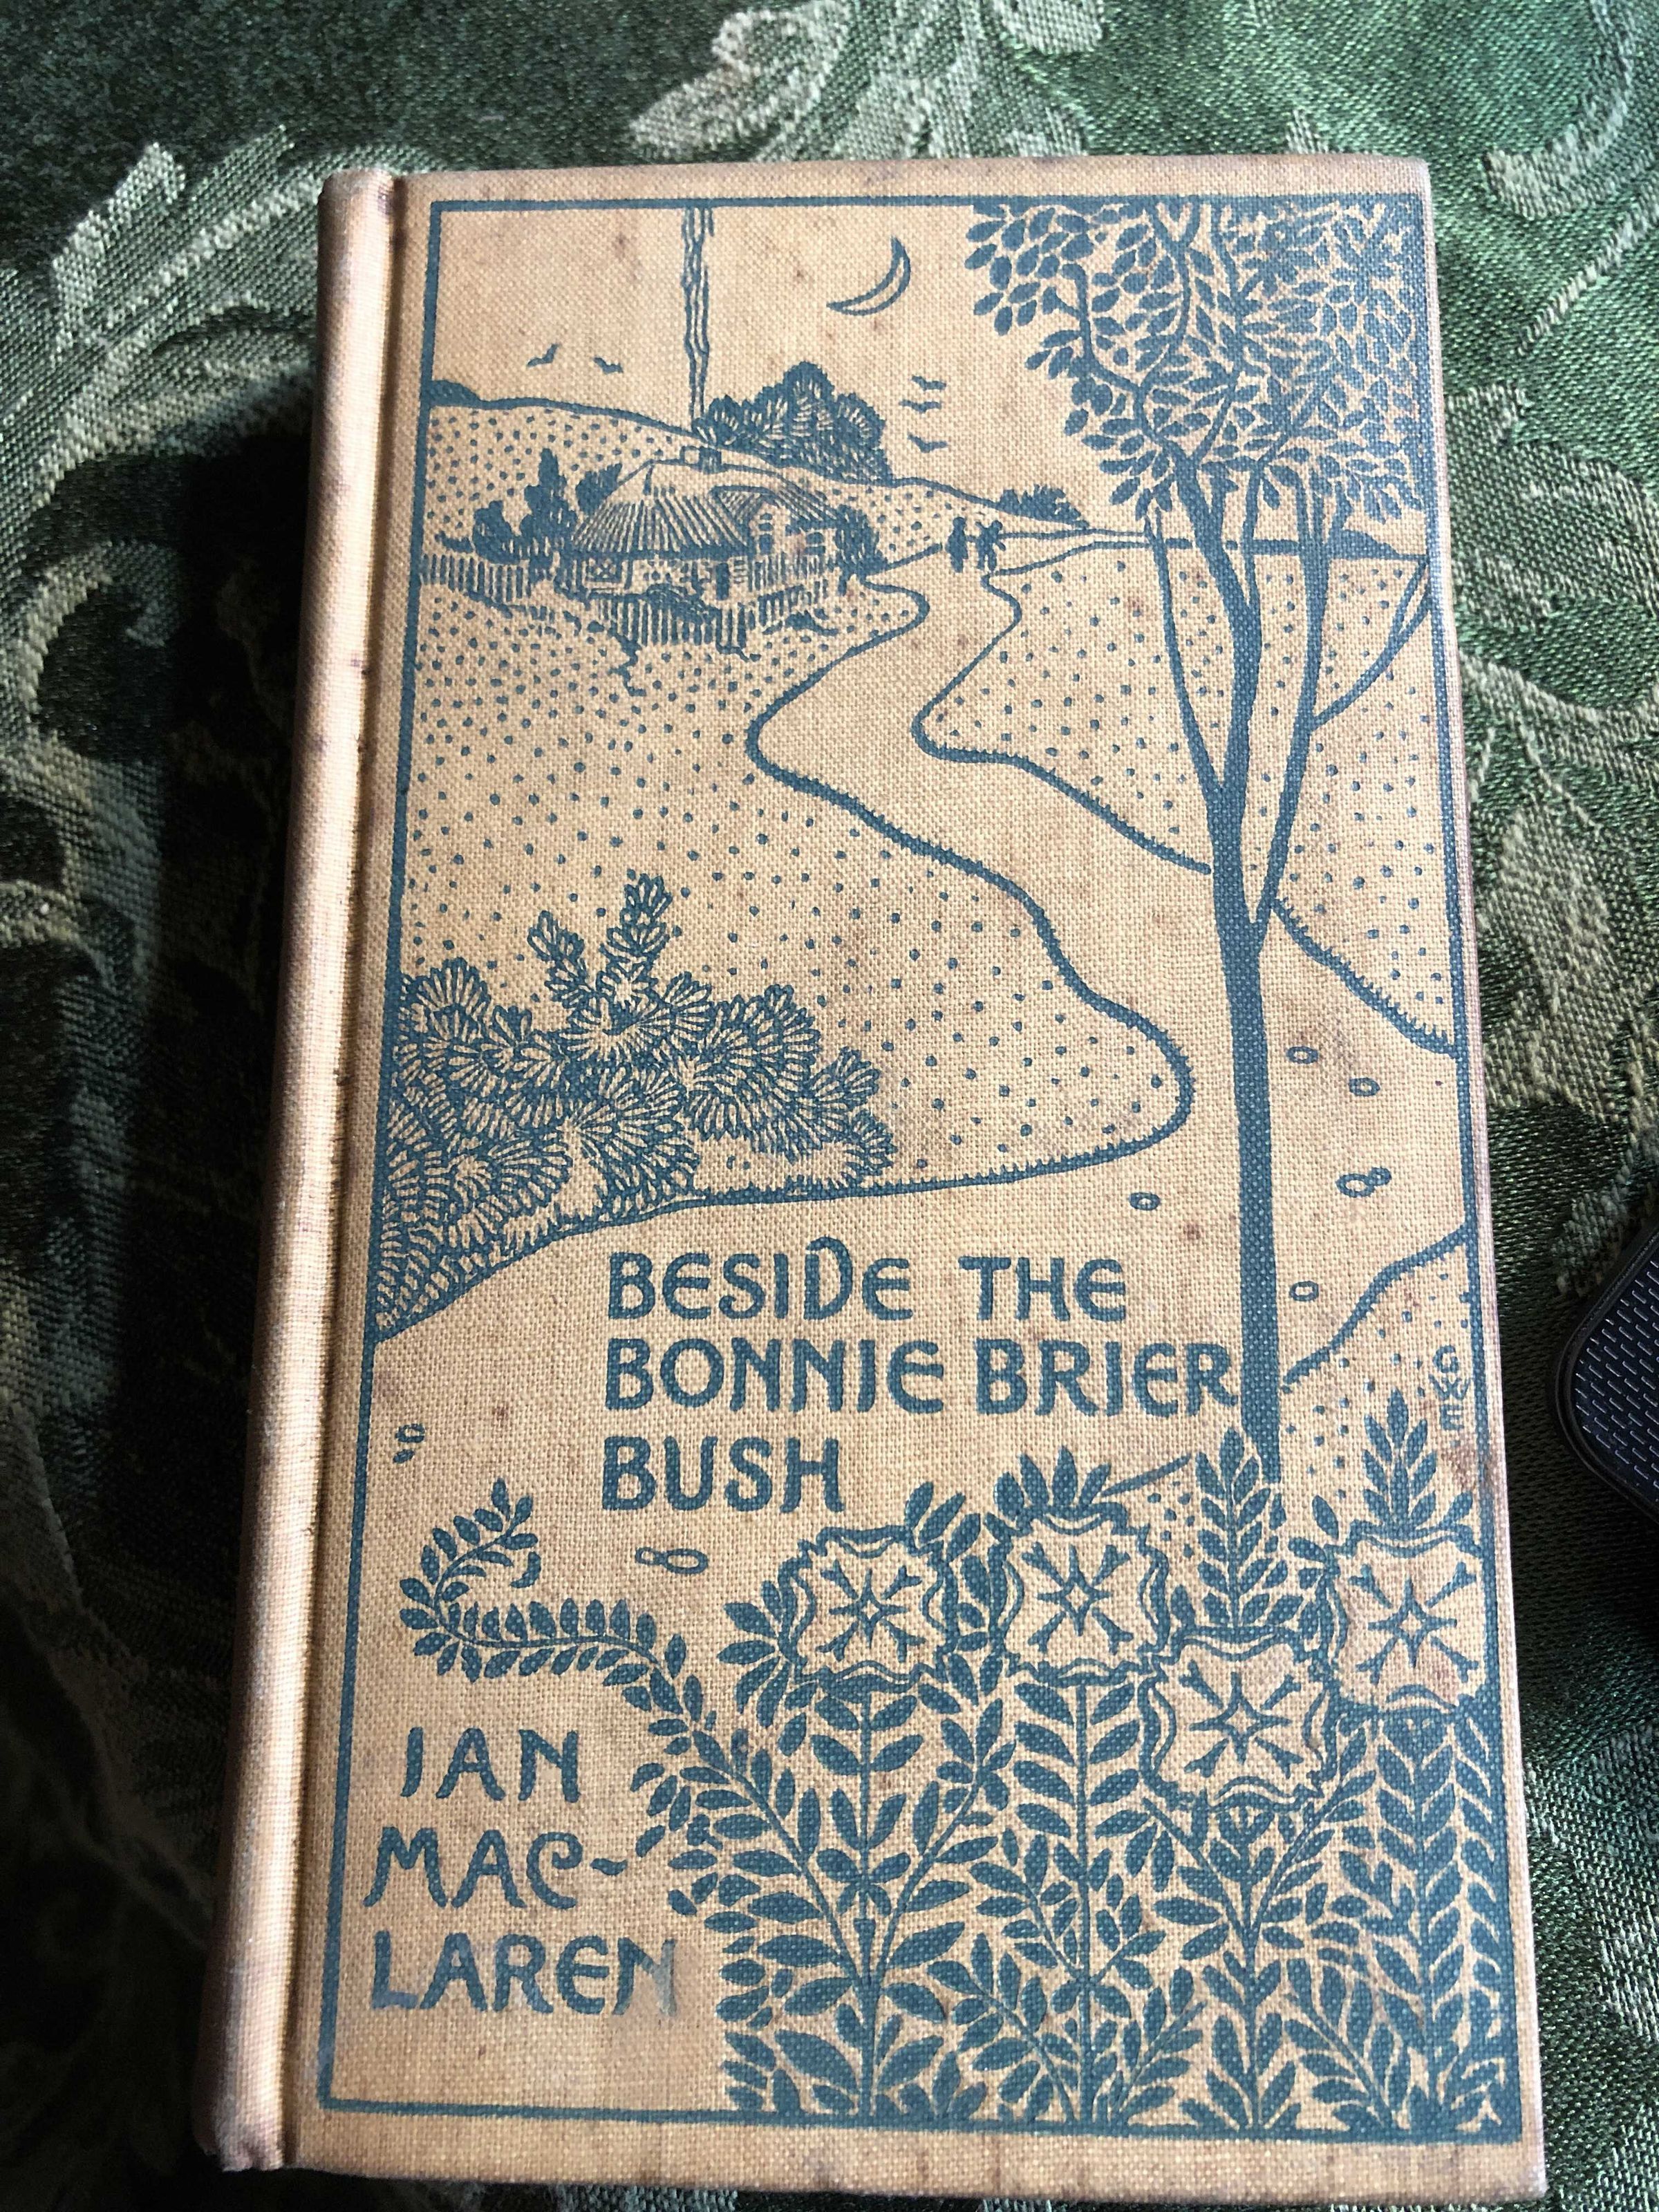 BESIDE THE
BONNIE BRIER
BUSH
G
W
E
IAN
MAC-
LAREN